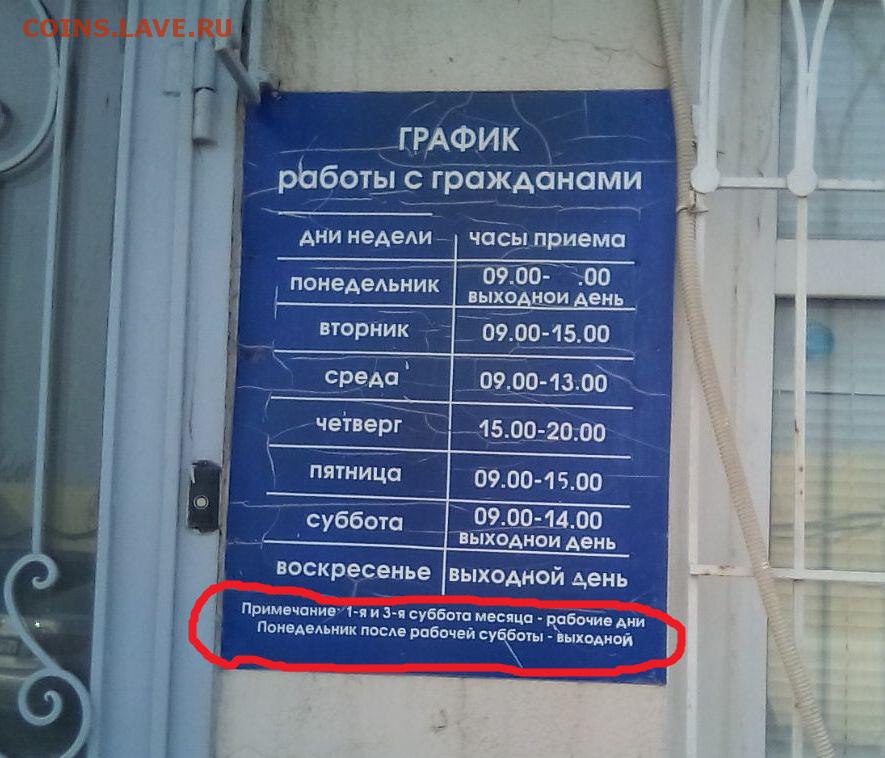 COINS.LAVE.RU
ГРАФИК
работы с гражданами
дни недели часы приема
понедельник 09.00- .00
выходной день
вторник 09.00-15.00
среда 09.00-13.00
четверг 15.00-20.00
пятница 09.00-15.00
суббота 09.00-14.00
выходной день
воскресенье выходной день
Примечание: 1-я и 3-я суббота месяца - рабочие дни
Понедельник после рабочей субботы - выходной